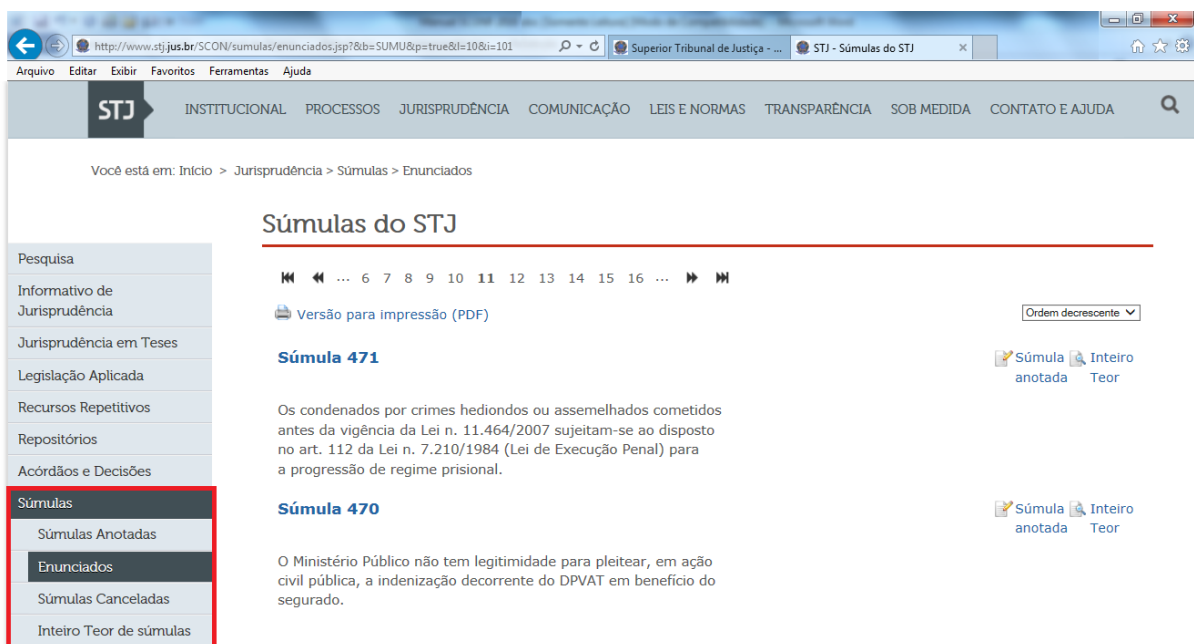 http://www.stj.jus.br/SCON/sumulas/enunciados.jsp?&b=SUMU&p=true&l=10&i=101
Superior Tribunal de Justiça - ...
STJ - Súmulas do STJ
Arquivo Editar Exibir Favoritos Ferramentas Ajuda
STJ
INSTITUCIONAL PROCESSOS JURISPRUDÊNCIA COMUNICAÇÃO LEIS E NORMAS TRANSPARÊNCIA SOB MEDIDA CONTATO E AJUDA
Você está em: Início > Jurisprudência > Súmulas > Enunciados
Súmulas do STJ
Pesquisa
Informativo de
Jurisprudência
Jurisprudência em Teses
Legislação Aplicada
Recursos Repetitivos
Repositórios
Acórdãos e Decisões
Súmulas
Súmulas Anotadas
Enunciados
Súmulas Canceladas
Inteiro Teor de súmulas
... 6 7 8 9 10 11 12 13 14 15 16 ...
Versão para impressão (PDF)
Ordem decrescente
Súmula 471
Súmula anotada
Inteiro Teor
Os condenados por crimes hediondos ou assemelhados cometidos
antes da vigência da Lei n. 11.464/2007 sujeitam-se ao disposto
no art. 112 da Lei n. 7.210/1984 (Lei de Execução Penal) para
a progressão de regime prisional.
Súmula 470
Súmula anotada
Inteiro Teor
O Ministério Público não tem legitimidade para pleitear, em ação
civil pública, a indenização decorrente do DPVAT em benefício do
segurado.